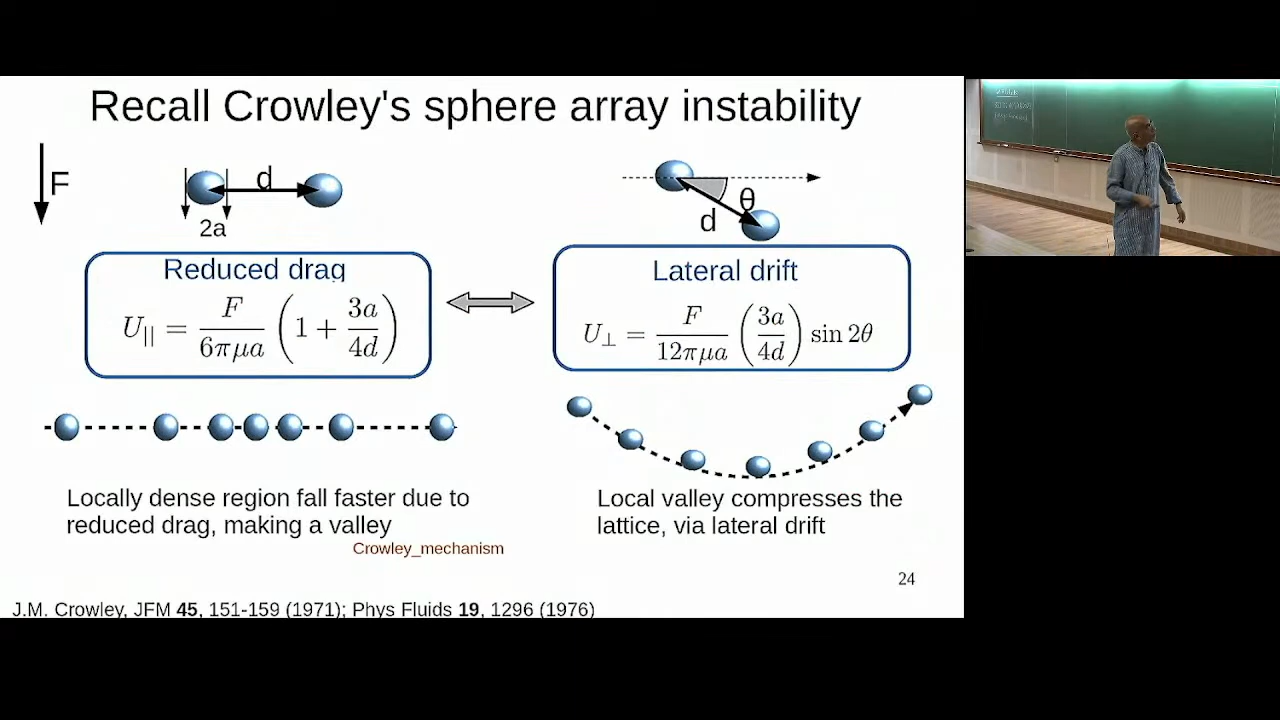 Recall Crowley's sphere array instability
F
d
2a
θ
d
Reduced drag
U|| = F/6πμa (1 + 3a/4d)
Lateral drift
U⊥ = F/12πμa (3a/4d) sin 2θ
Locally dense region fall faster due to
reduced drag, making a valley
Crowley_mechanism
Local valley compresses the
lattice, via lateral drift
24
J.M. Crowley, JFM 45, 151-159 (1971); Phys Fluids 19, 1296 (1976)